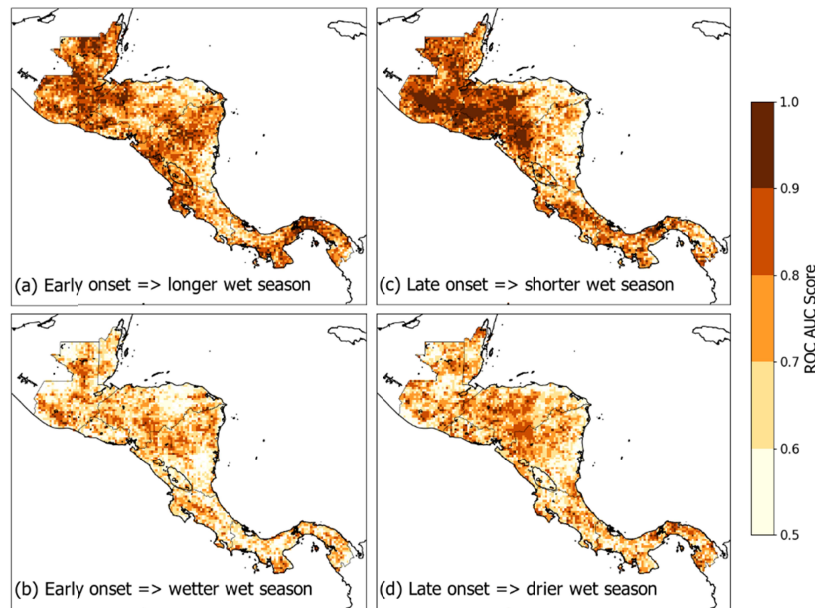 (a) Early onset => longer wet season
(c) Late onset => shorter wet season
(b) Early onset => wetter wet season
(d) Late onset => drier wet season
1.0
0.9
0.8
0.7
0.6
0.5
ROC AUC Score